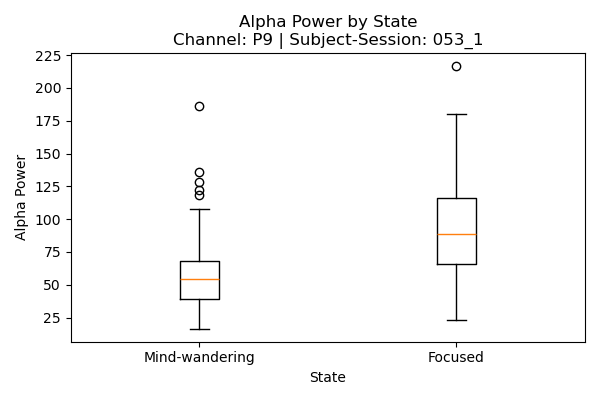 Alpha Power by State
Channel: P9 | Subject-Session: 053_1
225
200
175
150
125
100
75
50
25
Alpha Power
Mind-wandering
Focused
State